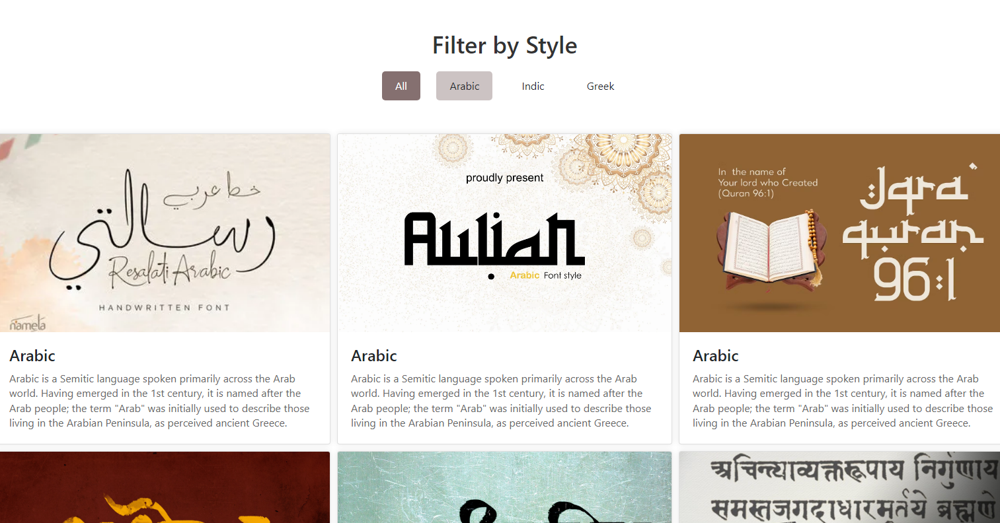 Filter by Style
All
Arabic
Indic
Greek
خط عربي
رسالتي
Resalati Arabic
HANDWRITTEN FONT
namela
Arabic
Arabic is a Semitic language spoken primarily across the Arab
world. Having emerged in the 1st century, it is named after the
Arab people; the term "Arab" was initially used to describe those
living in the Arabian Peninsula, as perceived ancient Greece.
proudly present
Aulian
Arabic Font style
Arabic
Arabic is a Semitic language spoken primarily across the Arab
world. Having emerged in the 1st century, it is named after the
Arab people; the term "Arab" was initially used to describe those
living in the Arabian Peninsula, as perceived ancient Greece.
In the name of
Your lord who Created
(Quran 96:1)
Iqra
quran
96:1
Arabic
Arabic is a Semitic language spoken primarily across the Arab
world. Having emerged in the 1st century, it is named after the
Arab people; the term "Arab" was initially used to describe those
living in the Arabian Peninsula, as perceived ancient Greece.
अचिन्त्याव्यक्तरूपाय निर्गुणाय
समस्तजगदाधारमूर्तये ब्रह्मणे